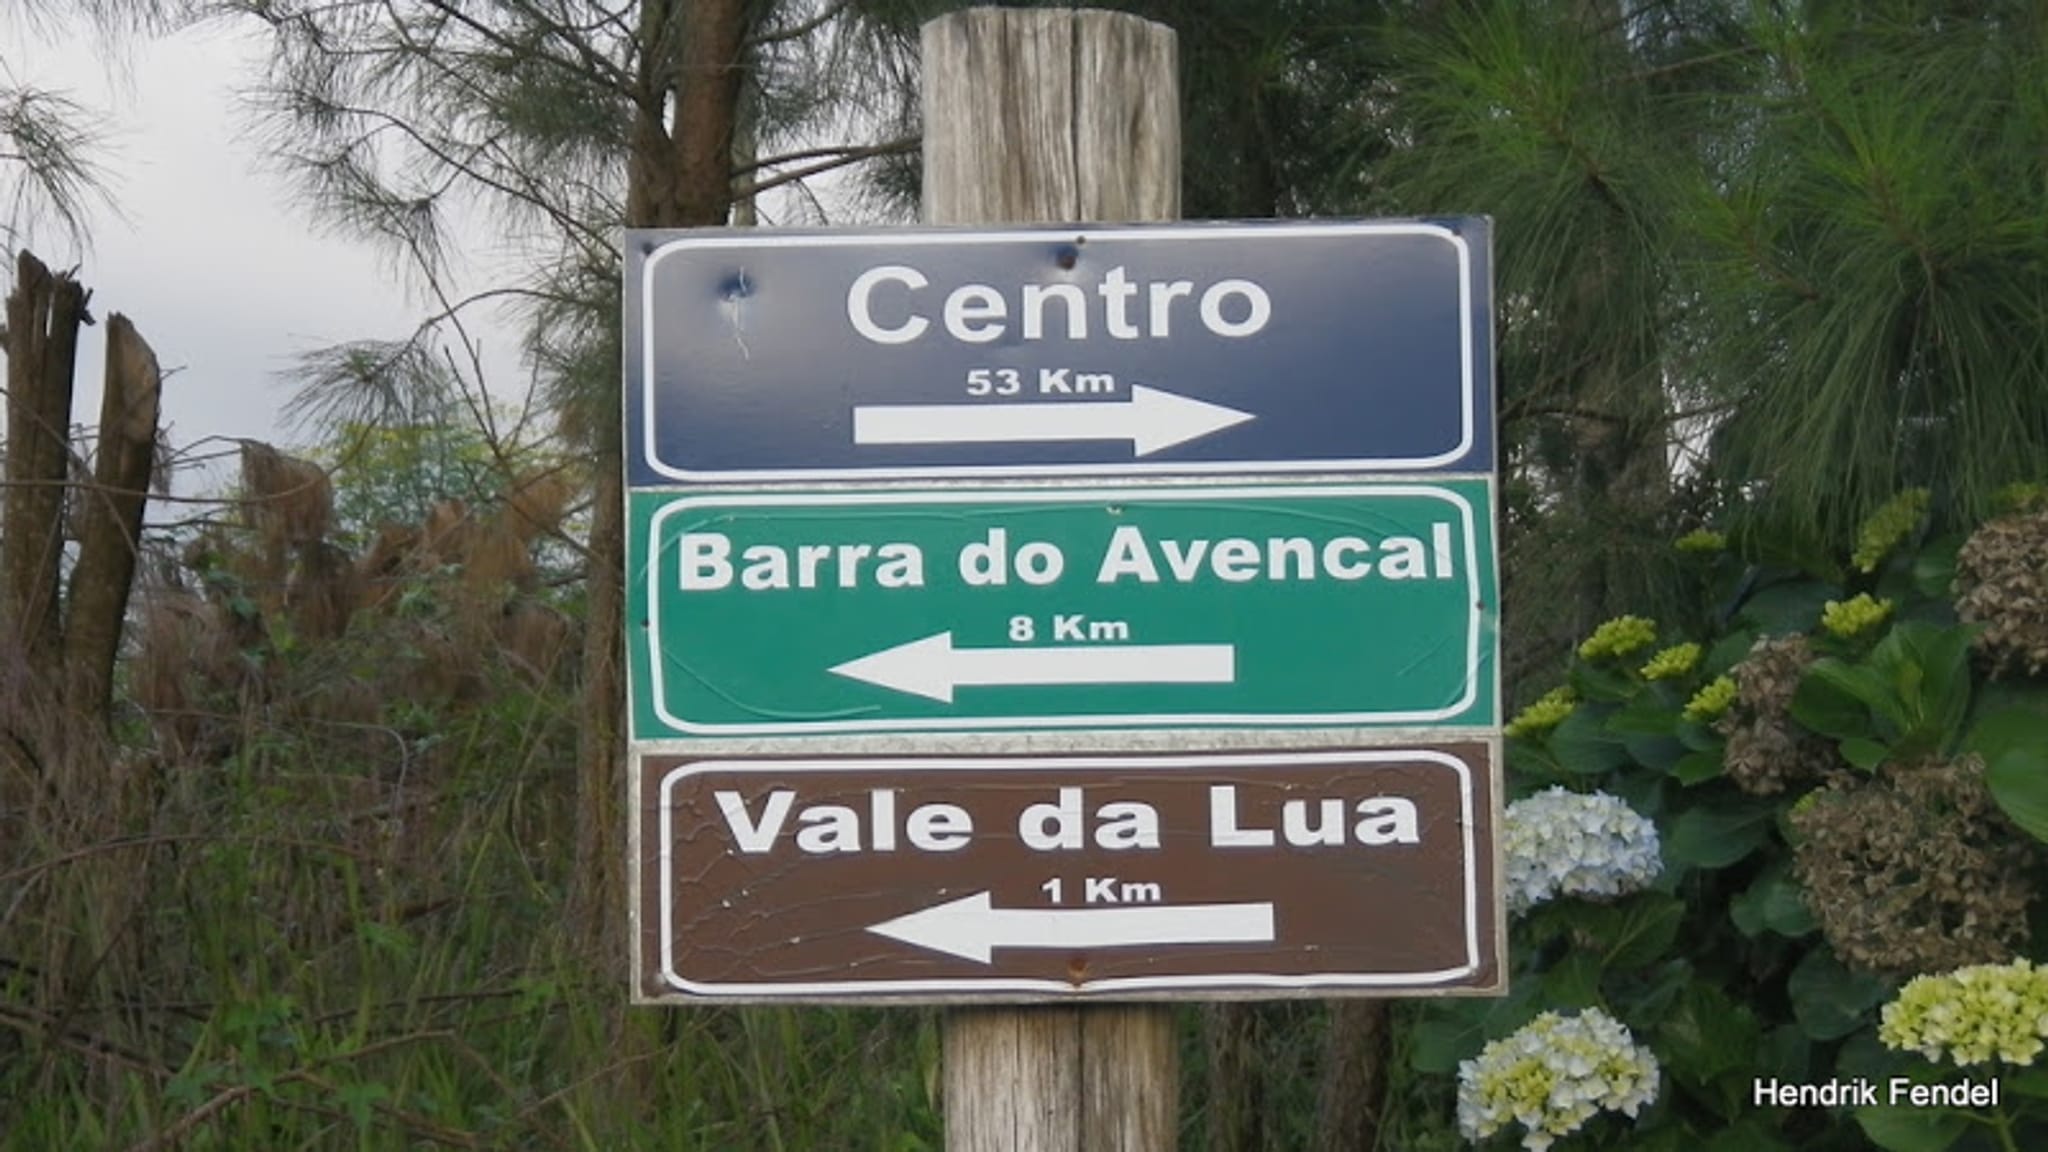 Centro
53 Km
Barra do Avencal
8 Km
Vale da Lua
1 Km
Hendrik Fendel